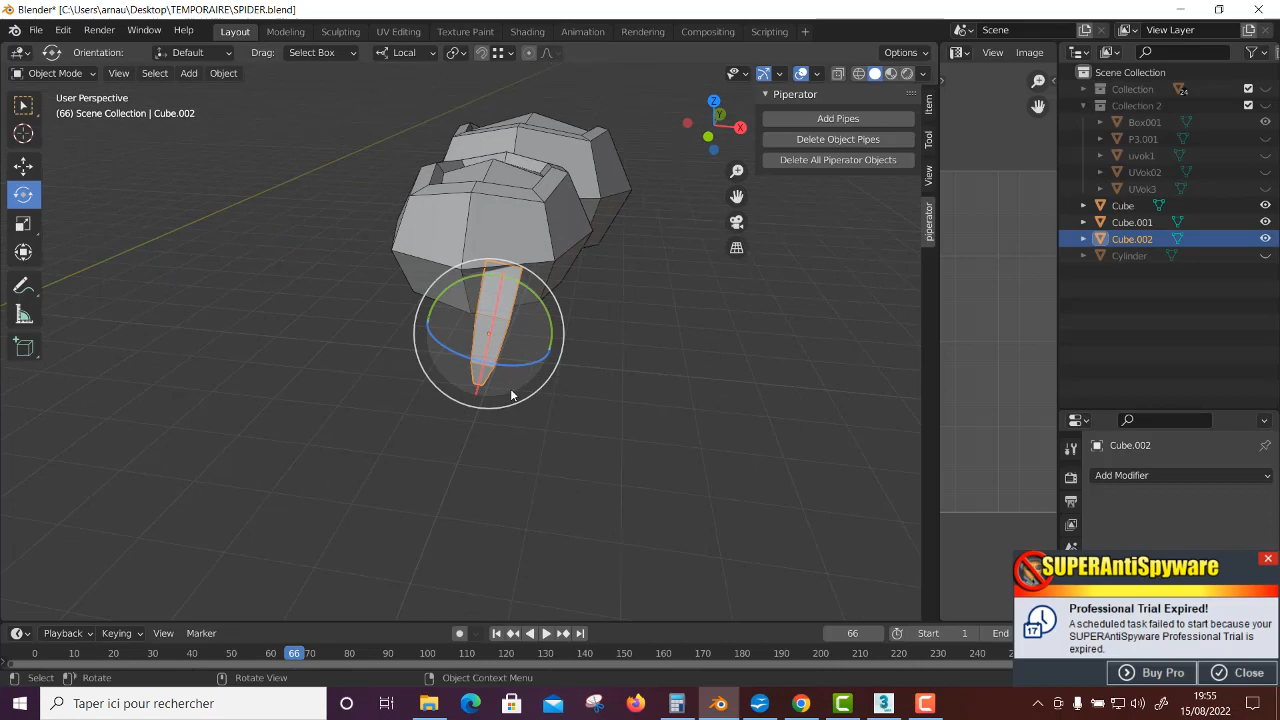 Blender* [C:\Users\arnau\Desktop\TEMPORAIRE\SPIDER.blend]
File Edit Render Window Help Layout Modeling Sculpting UV Editing Texture Paint Shading Animation Rendering Compositing Scripting + Scene View Layer
Orientation: Default Drag: Select Box Local Options View Image
Object Mode View Select Add Object
User Perspective
(66) Scene Collection | Cube.002
Z
Y
X
Piperator
Add Pipes
Delete Object Pipes
Delete All Piperator Objects
Item
Tool
View
piperator
Scene Collection
Collection 24
Collection 2
Box001
P3.001
uvok1
UVok02
UVok3
Cube
Cube.001
Cube.002
Cylinder
Cube.002
Add Modifier
SUPERAntiSpyware
17
Professional Trial Expired!
A scheduled task failed to start because your
SUPERAntiSpyware Professional Trial is
expired.
Buy Pro Close
Playback Keying View Marker 66 Start 1 End
0 10 20 30 40 50 60 66 70 80 90 100 110 120 130 140 150 160 170 180 190 200 210 220 230
Select Rotate Rotate View Object Context Menu
Taper ici pour rechercher
19:55
15/08/2022